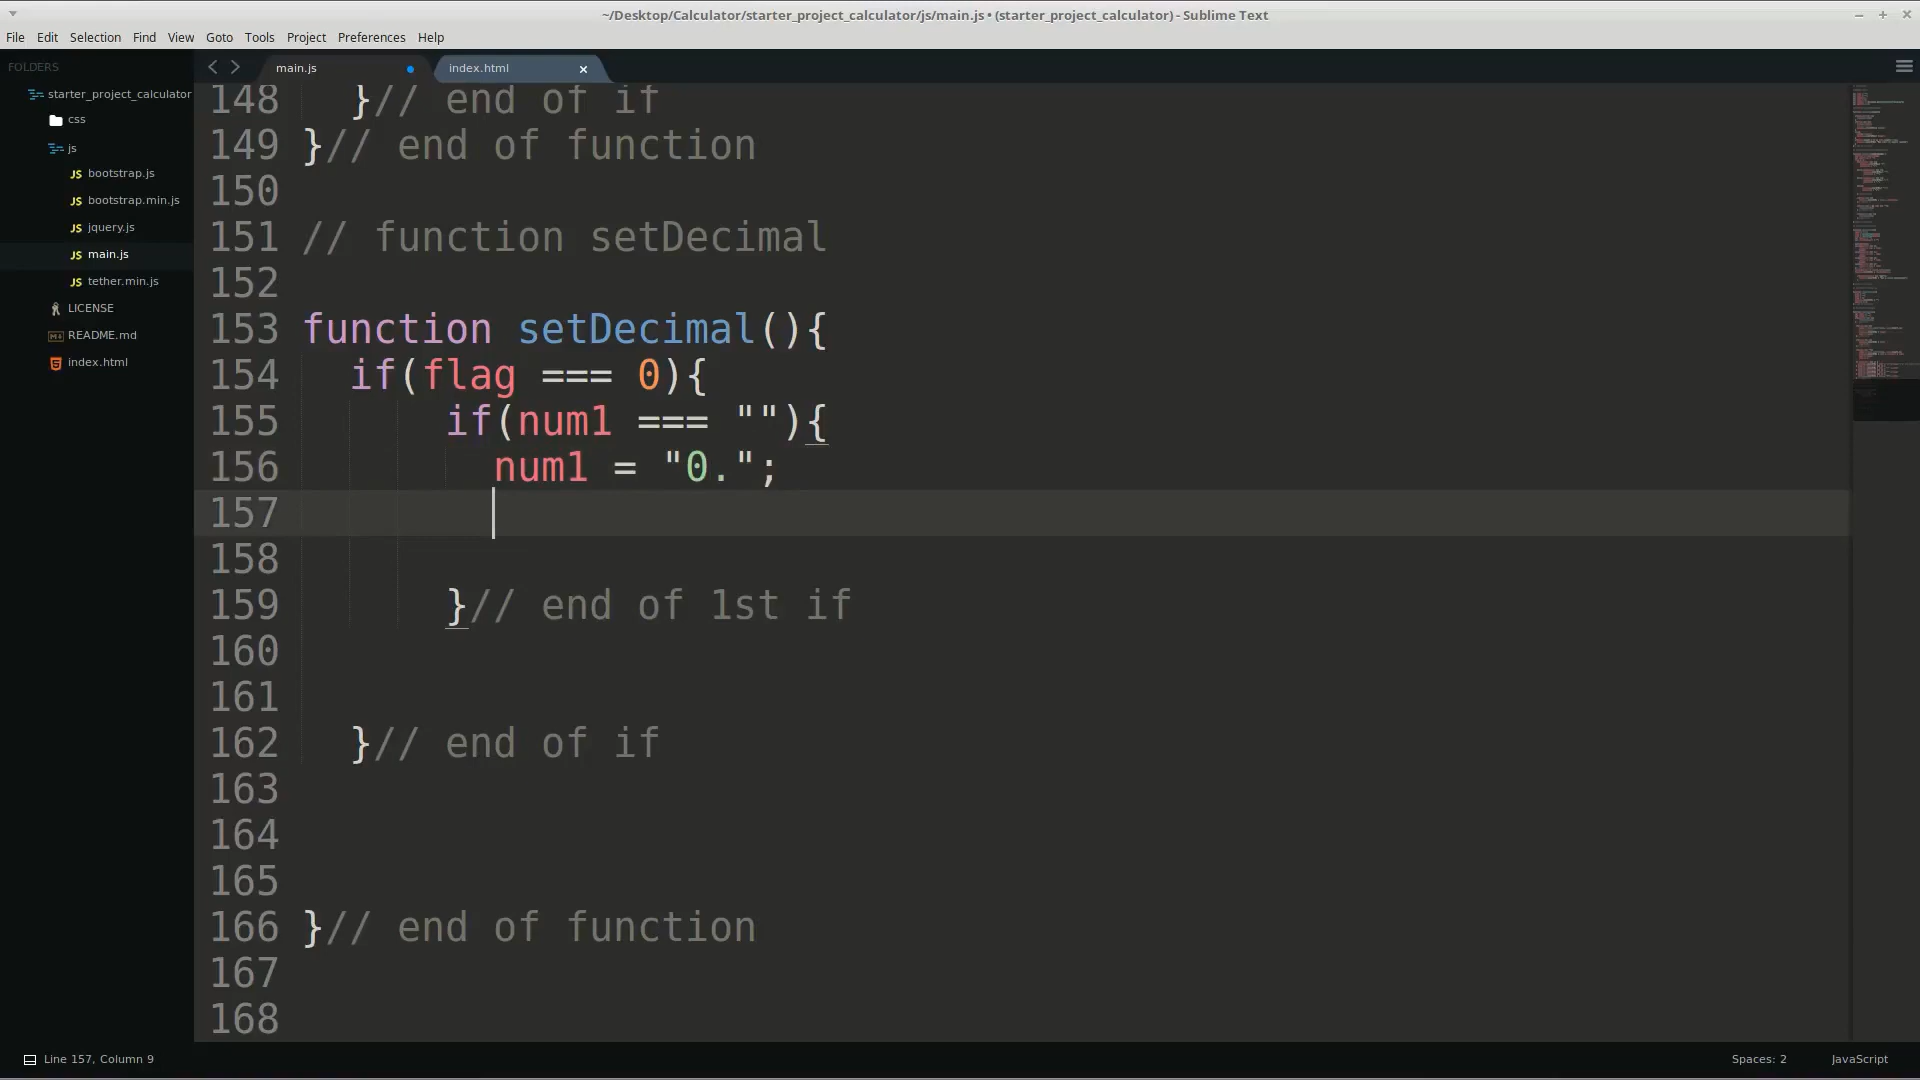 ~/Desktop/Calculator/starter_project_calculator/js/main.js • (starter_project_calculator) - Sublime Text
File Edit Selection Find View Goto Tools Project Preferences Help
FOLDERS
starter_project_calculator
css
js
JS bootstrap.js
JS bootstrap.min.js
JS jquery.js
JS main.js
JS tether.min.js
LICENSE
README.md
index.html
main.js
index.html ×
148 }// end of if
149 }// end of function
150
151 // function setDecimal
152
153 function setDecimal(){
154 if(flag === 0){
155 if(num1 === ""){
156 num1 = "0.";
157
158
159 }// end of 1st if
160
161
162 }// end of if
163
164
165
166 }// end of function
167
168
Line 157, Column 9
Spaces: 2
JavaScript